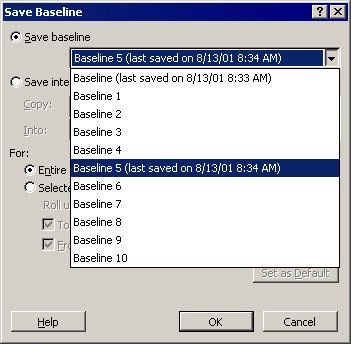 Save Baseline
Save baseline
Baseline 5 (last saved on 8/13/01 8:34 AM)
Save inte
Baseline (last saved on 8/13/01 8:33 AM)
Baseline 1
Copy:
Baseline 2
Into:
Baseline 3
For:
Baseline 4
Entire
Baseline 5 (last saved on 8/13/01 8:34 AM)
Selecte
Baseline 6
Roll u
Baseline 7
To
Baseline 8
Fro
Baseline 9
Baseline 10
Set as Default
Help
OK
Cancel